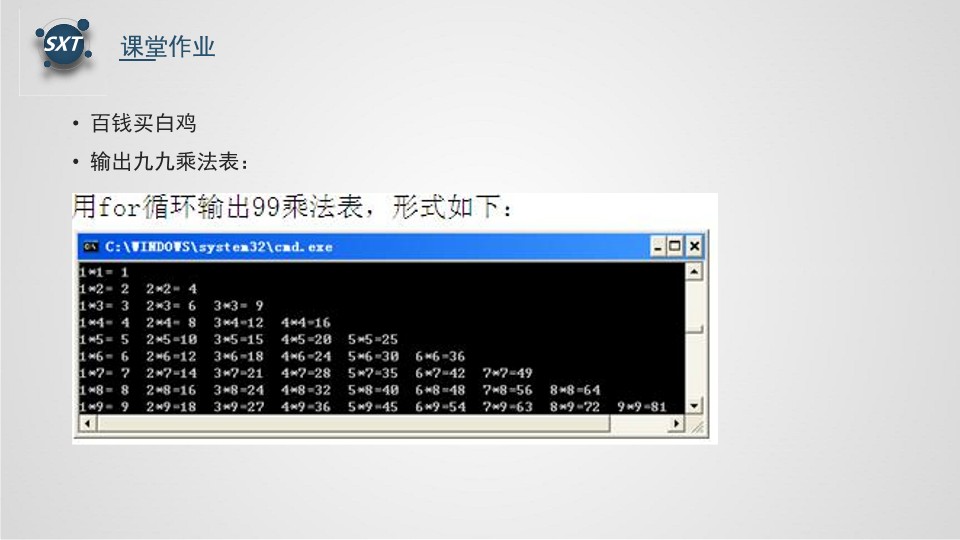 SXT
课堂作业
• 百钱买白鸡
• 输出九九乘法表：
用for循环输出99乘法表，形式如下：
C:\WINDOWS\system32\cmd.exe
1*1= 1
1*2= 2 2*2= 4
1*3= 3 2*3= 6 3*3= 9
1*4= 4 2*4= 8 3*4=12 4*4=16
1*5= 5 2*5=10 3*5=15 4*5=20 5*5=25
1*6= 6 2*6=12 3*6=18 4*6=24 5*6=30 6*6=36
1*7= 7 2*7=14 3*7=21 4*7=28 5*7=35 6*7=42 7*7=49
1*8= 8 2*8=16 3*8=24 4*8=32 5*8=40 6*8=48 7*8=56 8*8=64
1*9= 9 2*9=18 3*9=27 4*9=36 5*9=45 6*9=54 7*9=63 8*9=72 9*9=81